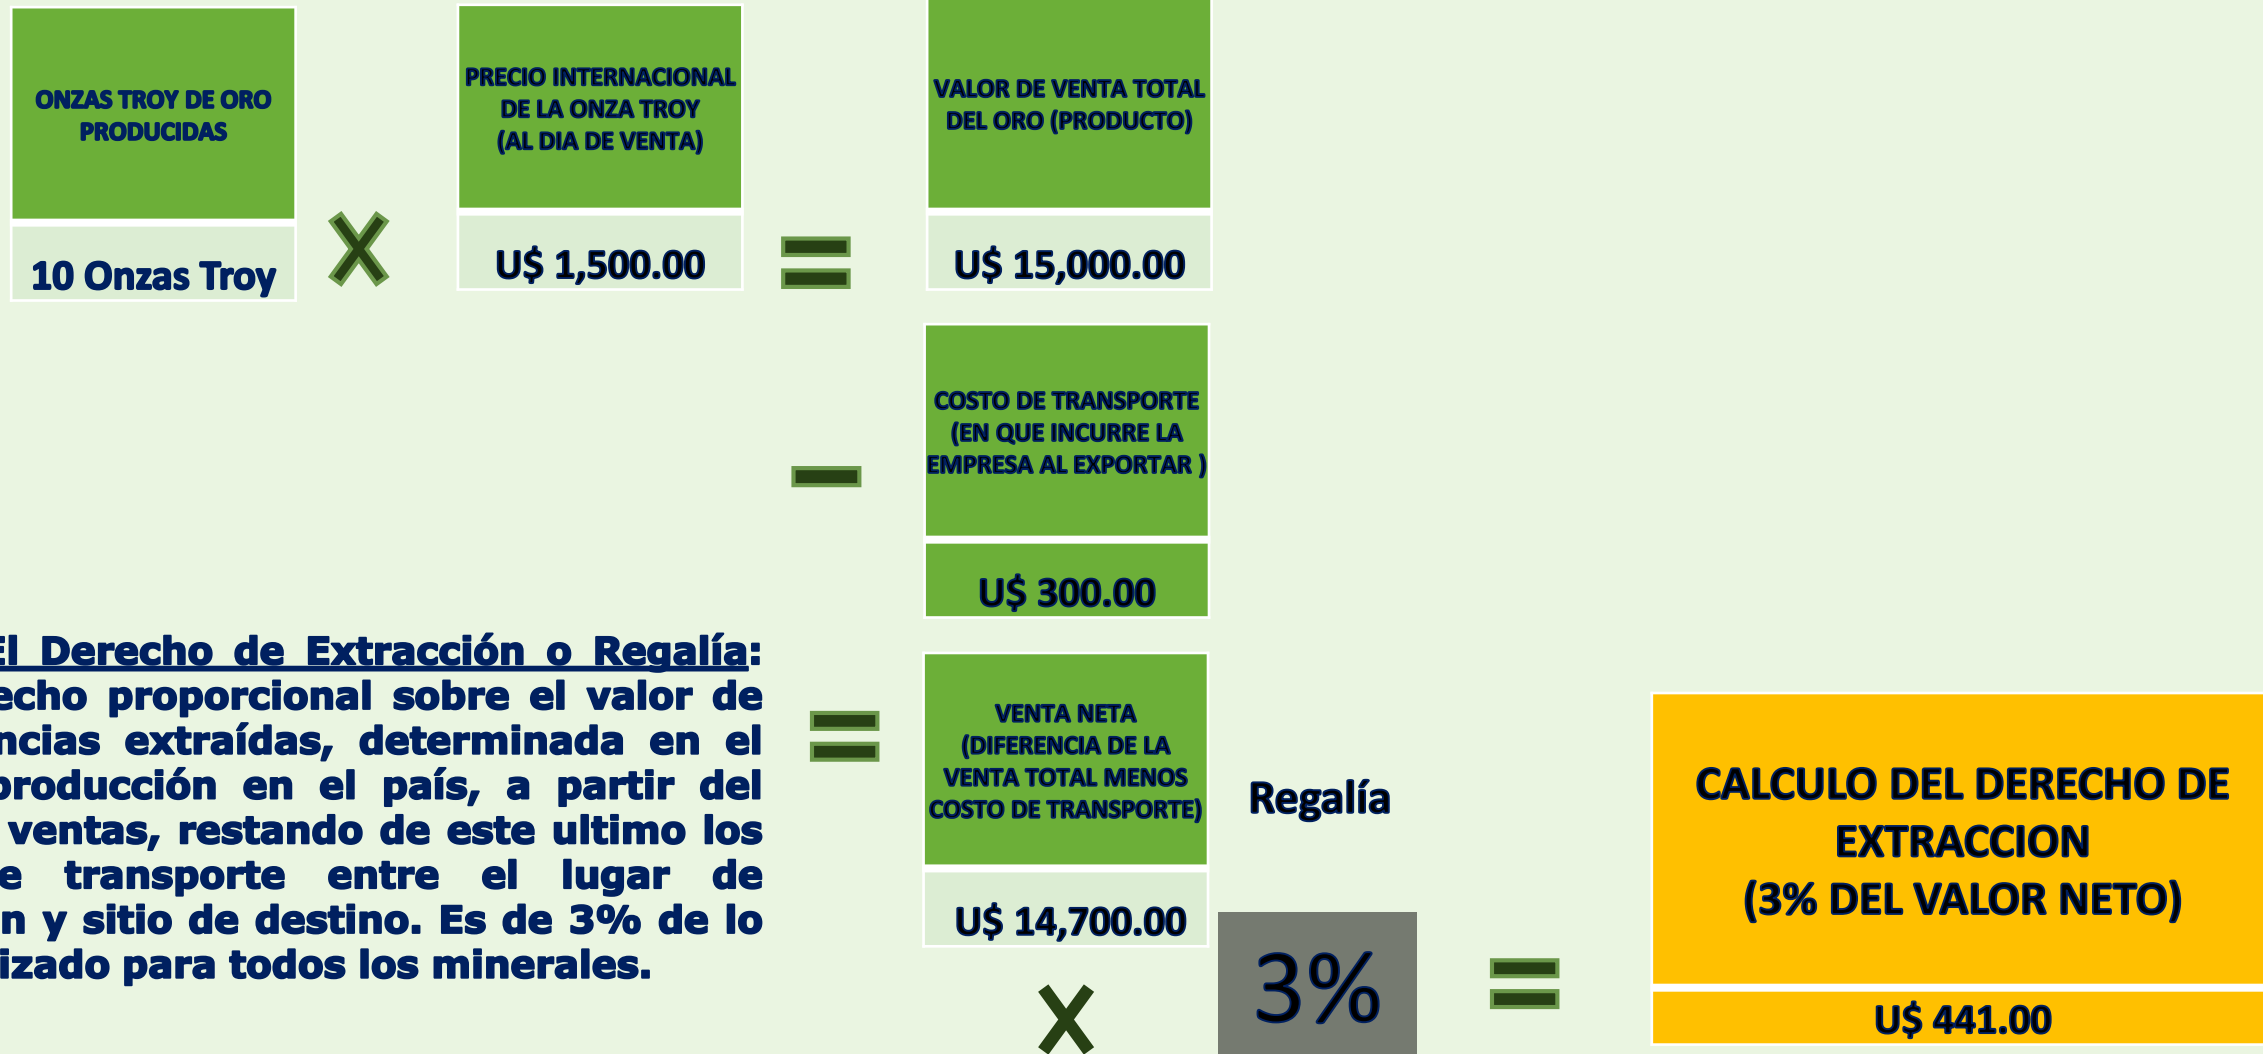 ONZAS TROY DE ORO
PRODUCIDAS
10 Onzas Troy
X
PRECIO INTERNACIONAL
DE LA ONZA TROY
(AL DIA DE VENTA)
U$ 1,500.00
=
VALOR DE VENTA TOTAL
DEL ORO (PRODUCTO)
U$ 15,000.00
–
COSTO DE TRANSPORTE
(EN QUE INCURRE LA
EMPRESA AL EXPORTAR )
U$ 300.00
El Derecho de Extracción o Regalía:
proporcional sobre el valor de
extraídas, determinada en el
producción en el país, a partir del
ventas, restando de este ultimo los
transporte entre el lugar de
y sitio de destino. Es de 3% de lo
para todos los minerales.
=
VENTA NETA
(DIFERENCIA DE LA
VENTA TOTAL MENOS
COSTO DE TRANSPORTE)
U$ 14,700.00
X
Regalía
3%
=
CALCULO DEL DERECHO DE
EXTRACCION
(3% DEL VALOR NETO)
U$ 441.00